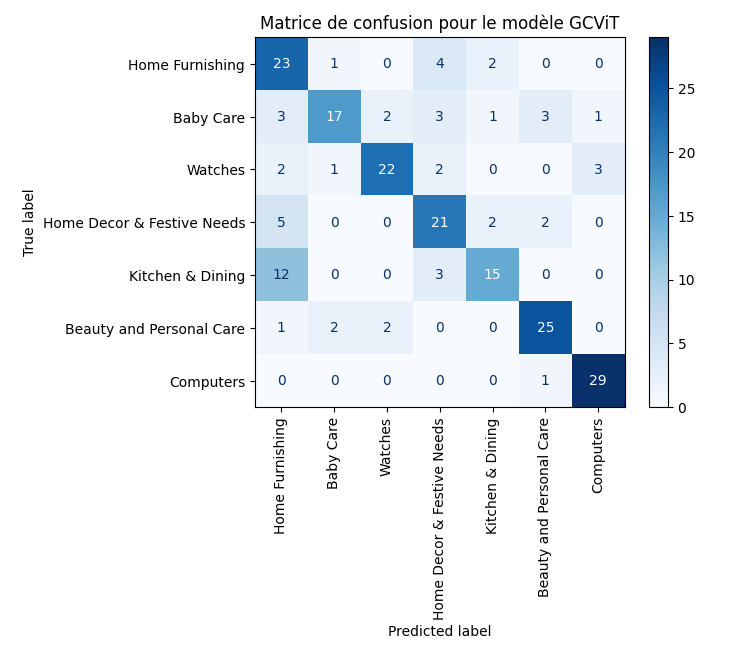 Matrice de confusion pour le modèle GCViT
True label
Home Furnishing 23 1 0 4 2 0 0
Baby Care 3 17 2 3 1 3 1
Watches 2 1 22 2 0 0 3
Home Decor & Festive Needs 5 0 0 21 2 2 0
Kitchen & Dining 12 0 0 3 15 0 0
Beauty and Personal Care 1 2 2 0 0 25 0
Computers 0 0 0 0 0 1 29
Home Furnishing
Baby Care
Watches
Home Decor & Festive Needs
Kitchen & Dining
Beauty and Personal Care
Computers
Predicted label
25
20
15
10
5
0